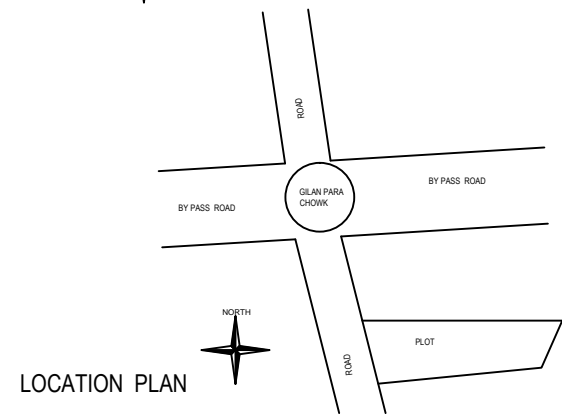 ROAD
GILAN PARA
CHOWK
BY PASS ROAD
BY PASS ROAD
NORTH
PLOT
ROAD
LOCATION PLAN